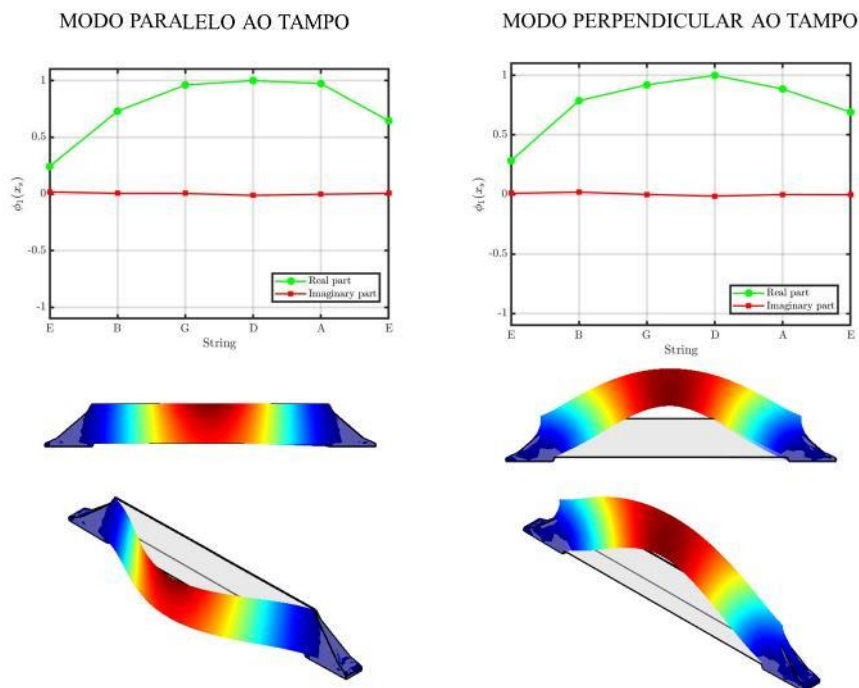 MODO PARALELO AO TAMPO
1
0.5
0
-0.5
-1
ϕ₁(xₛ)
Real part
Imaginary part
E B G D A E
String
MODO PERPENDICULAR AO TAMPO
1
0.5
0
-0.5
-1
ϕ₁(xₛ)
Real part
Imaginary part
E B G D A E
String